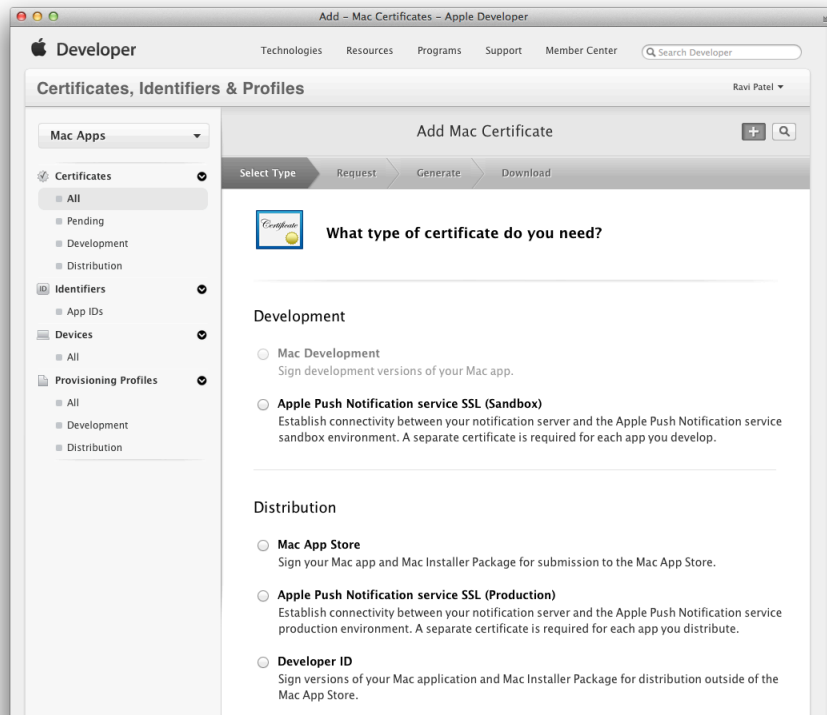 Add – Mac Certificates – Apple Developer
Developer
Technologies Resources Programs Support Member Center Search Developer
Certificates, Identifiers & Profiles
Ravi Patel
Mac Apps
Add Mac Certificate
Select Type Request Generate Download
Certificates
All
Pending
Development
Distribution
ID Identifiers
App IDs
Devices
All
Provisioning Profiles
All
Development
Distribution
Certificate
What type of certificate do you need?
Development
Mac Development
Sign development versions of your Mac app.
Apple Push Notification service SSL (Sandbox)
Establish connectivity between your notification server and the Apple Push Notification service
sandbox environment. A separate certificate is required for each app you develop.
Distribution
Mac App Store
Sign your Mac app and Mac Installer Package for submission to the Mac App Store.
Apple Push Notification service SSL (Production)
Establish connectivity between your notification server and the Apple Push Notification service
production environment. A separate certificate is required for each app you distribute.
Developer ID
Sign versions of your Mac application and Mac Installer Package for distribution outside of the
Mac App Store.